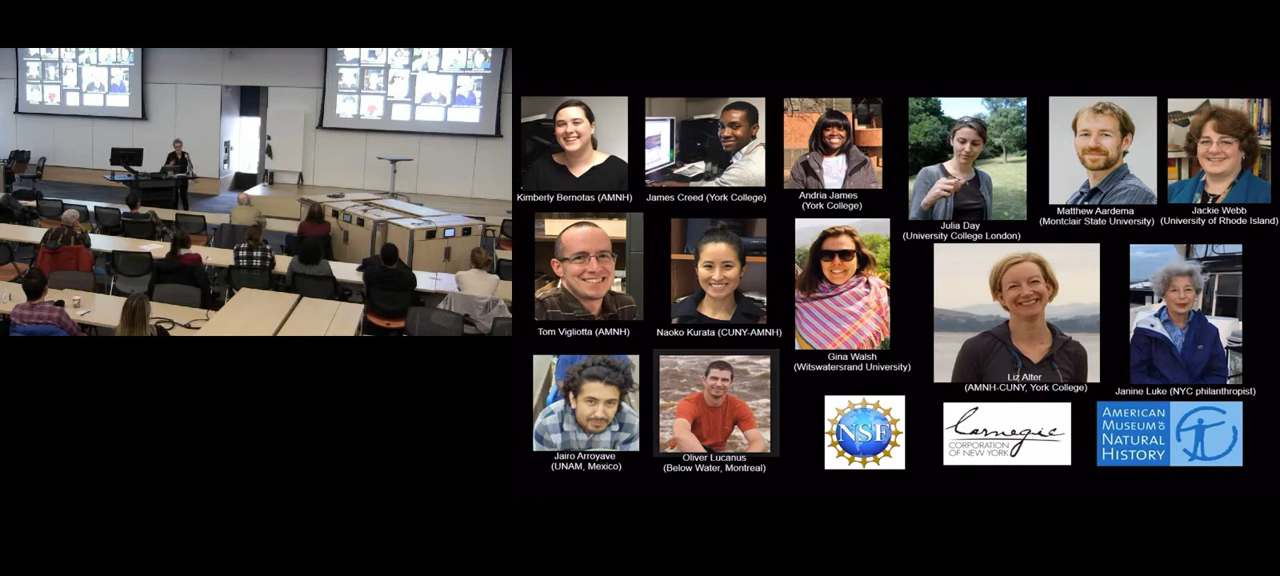 Kimberly Bernotas (AMNH)
James Creed (York College)
Andria James
(York College)
Julia Day
(University College London)
Matthew Aardema
(Montclair State University)
Jackie Webb
(University of Rhode Island)
Tom Vigliotta (AMNH)
Naoko Kurata (CUNY-AMNH)
Gina Walsh
(Witswatersrand University)
Liz Alter
(AMNH-CUNY, York College)
Janine Luke (NYC philanthropist)
Jairo Arroyave
(UNAM, Mexico)
Oliver Lucanus
(Below Water, Montreal)
NSF
Carnegie
CORPORATION
OF NEW YORK
AMERICAN
MUSEUM OF
NATURAL
HISTORY